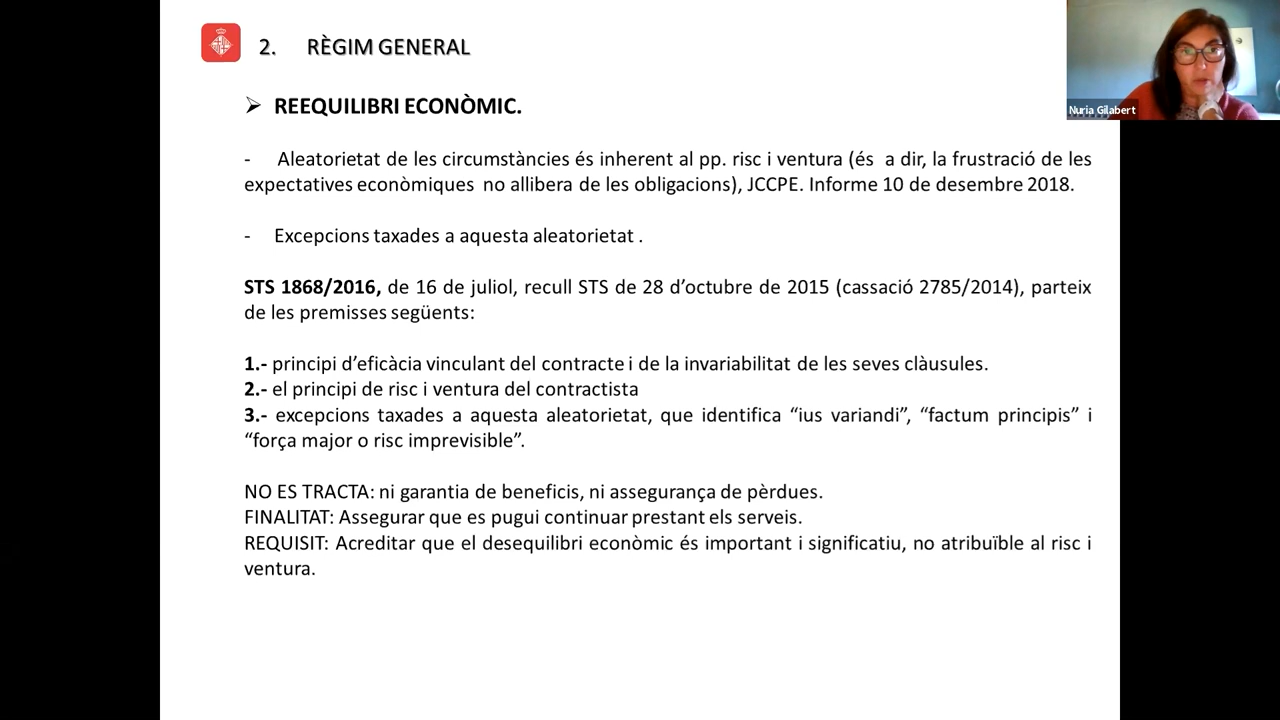 2. RÈGIM GENERAL
Nuria Gilabert
➢ REEQUILIBRI ECONÒMIC.
- Aleatorietat de les circumstàncies és inherent al pp. risc i ventura (és a dir, la frustració de les
expectatives econòmiques no allibera de les obligacions), JCCPE. Informe 10 de desembre 2018.
- Excepcions taxades a aquesta aleatorietat .
STS 1868/2016, de 16 de juliol, recull STS de 28 d’octubre de 2015 (cassació 2785/2014), parteix
de les premisses següents:
1.- principi d’eficàcia vinculant del contracte i de la invariabilitat de les seves clàusules.
2.- el principi de risc i ventura del contractista
3.- excepcions taxades a aquesta aleatorietat, que identifica “ius variandi”, “factum principis” i
“força major o risc imprevisible”.
NO ES TRACTA: ni garantia de beneficis, ni assegurança de pèrdues.
FINALITAT: Assegurar que es pugui continuar prestant els serveis.
REQUISIT: Acreditar que el desequilibri econòmic és important i significatiu, no atribuïble al risc i
ventura.